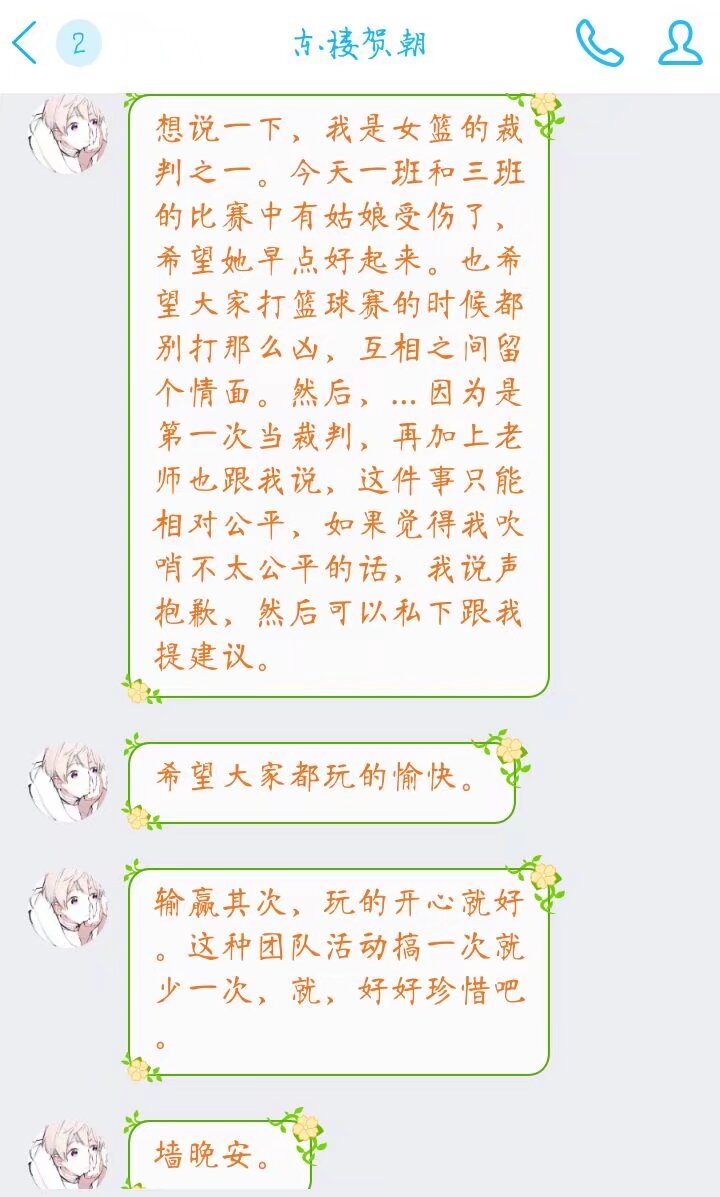 2
东楼贺朝
想说一下，我是女篮的裁
判之一。今天一班和三班
的比赛中有姑娘受伤了，
希望她早点好起来。也希
望大家打篮球赛的时候都
别打那么凶，互相之间留
个情面。然后，…因为是
第一次当裁判，再加上老
师也跟我说，这件事只能
相对公平，如果觉得我吹
哨不太公平的话，我说声
抱歉，然后可以私下跟我
提建议。
希望大家都玩的愉快。
输赢其次，玩的开心就好
。这种团队活动搞一次就
少一次，就，好好珍惜吧
。
墙晚安。